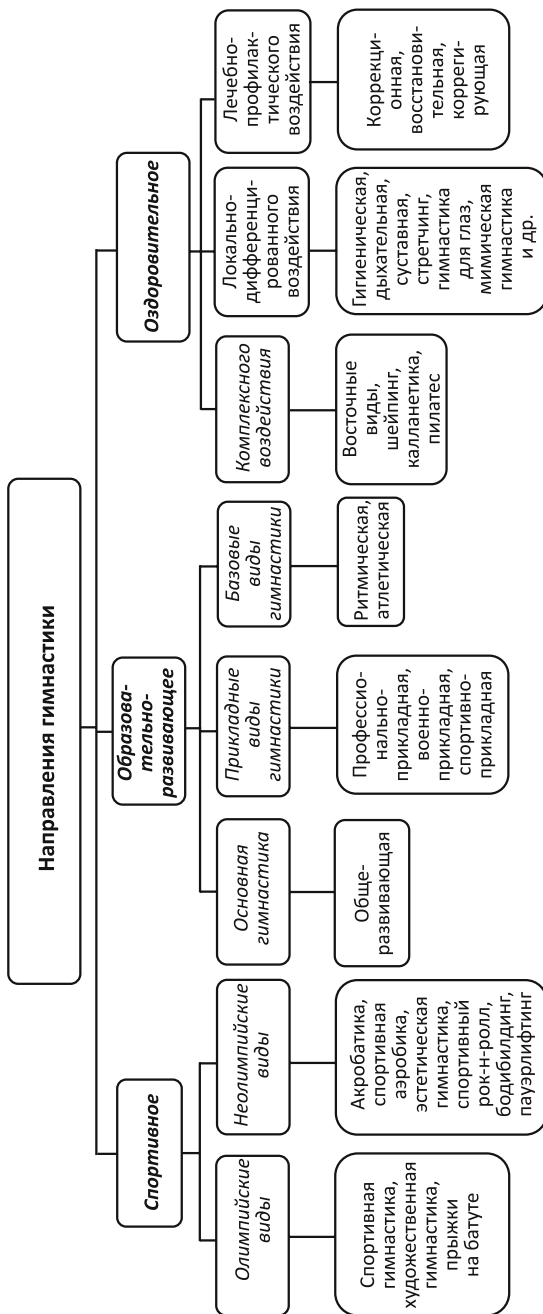 Направления гимнастики
Спортивное
Образова-
тельно-
развивающее
Оздоровительное
Олимпийские
виды
Неолимпийские
виды
Основная
гимнастика
Прикладные
виды
гимнастики
Базовые
виды
гимнастики
Комплексного
воздействия
Локально-
дифференци-
рованного
воздействия
Лечебно-
профилак-
тического
воздействия
Спортивная
гимнастика,
художественная
гимнастика,
прыжки
на батуте
Акробатика,
спортивная
аэробика,
эстетическая
гимнастика,
спортивный
рок-н-ролл,
бодибилдинг,
пауэрлифтинг
Обще-
развивающая
Профессио-
нально-
прикладная,
военно-
прикладная,
спортивно-
прикладная
Ритмическая,
атлетическая
Восточные
виды,
шейпинг,
калланетика,
пилатес
Гигиеническая,
дыхательная,
суставная,
стретчинг,
гимнастика
для глаз,
мимическая
гимнастика
и др.
Коррекци-
онная,
восстанови-
тельная,
корреги-
рующая